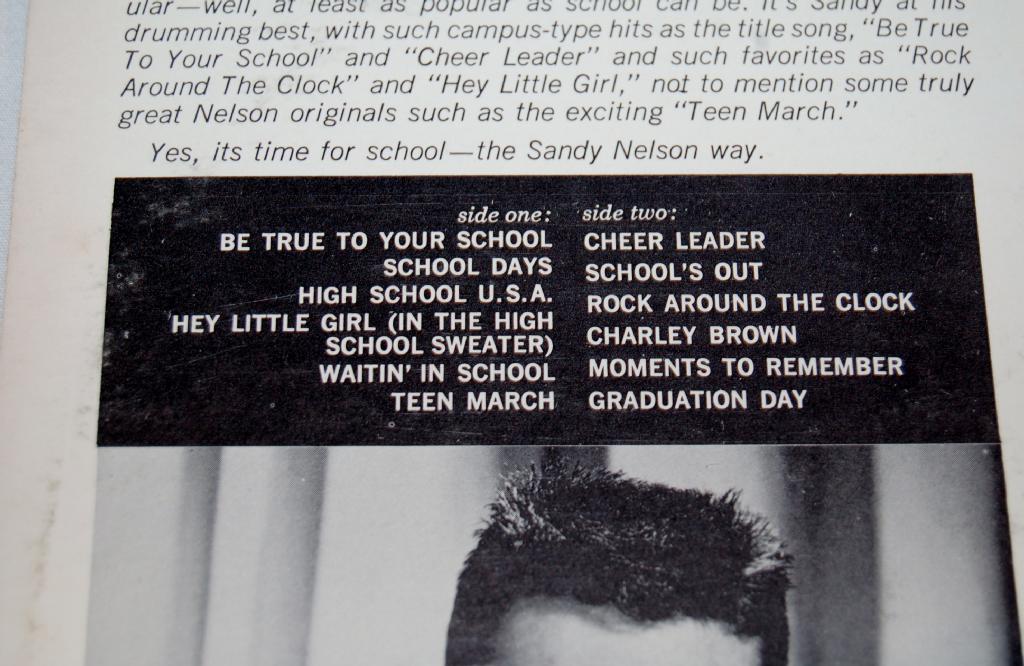 ular—well, at least as popular as school can be. It's Sandy at his
drumming best, with such campus-type hits as the title song, "Be True
To Your School" and "Cheer Leader" and such favorites as "Rock
Around The Clock" and "Hey Little Girl," not to mention some truly
great Nelson originals such as the exciting "Teen March."
Yes, its time for school—the Sandy Nelson way.
side one:
BE TRUE TO YOUR SCHOOL
SCHOOL DAYS
HIGH SCHOOL U.S.A.
HEY LITTLE GIRL (IN THE HIGH
SCHOOL SWEATER)
WAITIN' IN SCHOOL
TEEN MARCH
side two:
CHEER LEADER
SCHOOL'S OUT
ROCK AROUND THE CLOCK
CHARLEY BROWN
MOMENTS TO REMEMBER
GRADUATION DAY